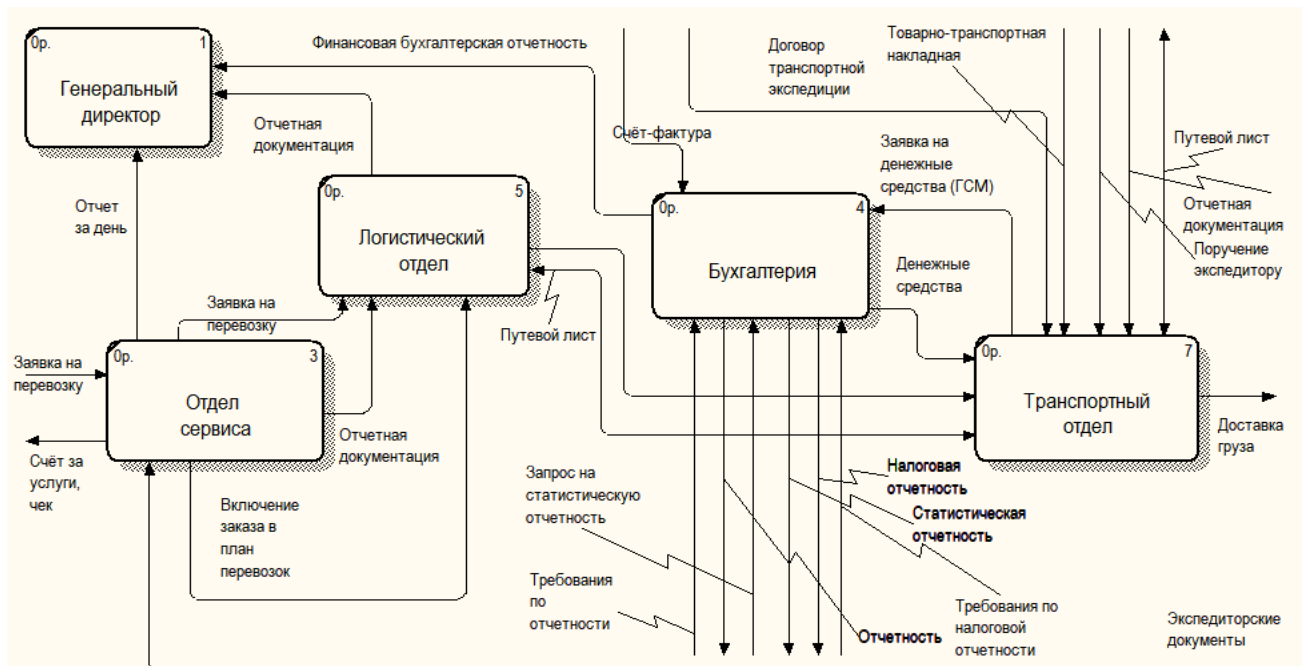 0р.
1
Генеральный
директор
Финансовая бухгалтерская отчетность
Отчетная
документация
Счёт-фактура
Договор
транспортной
экспедиции
Товарно-транспортная
накладная
Заявка на
денежные
средства (ГСМ)
Путевой лист
Отчетная
документация
Поручение
экспедитору
Отчет
за день
0р.
5
Логистический
отдел
0р.
4
Бухгалтерия
Денежные
средства
Заявка на
перевозку
Путевой лист
Заявка на
перевозку
0р.
3
Отдел
сервиса
0р.
7
Транспортный
отдел
Доставка
груза
Счёт за
услуги,
чек
Отчетная
документация
Включение
заказа в
план
перевозок
Запрос на
статистическую
отчетность
Налоговая
отчетность
Статистическая
отчетность
Требования
по
отчетности
Отчетность
Требования по
налоговой
отчетности
Экспедиторские
документы